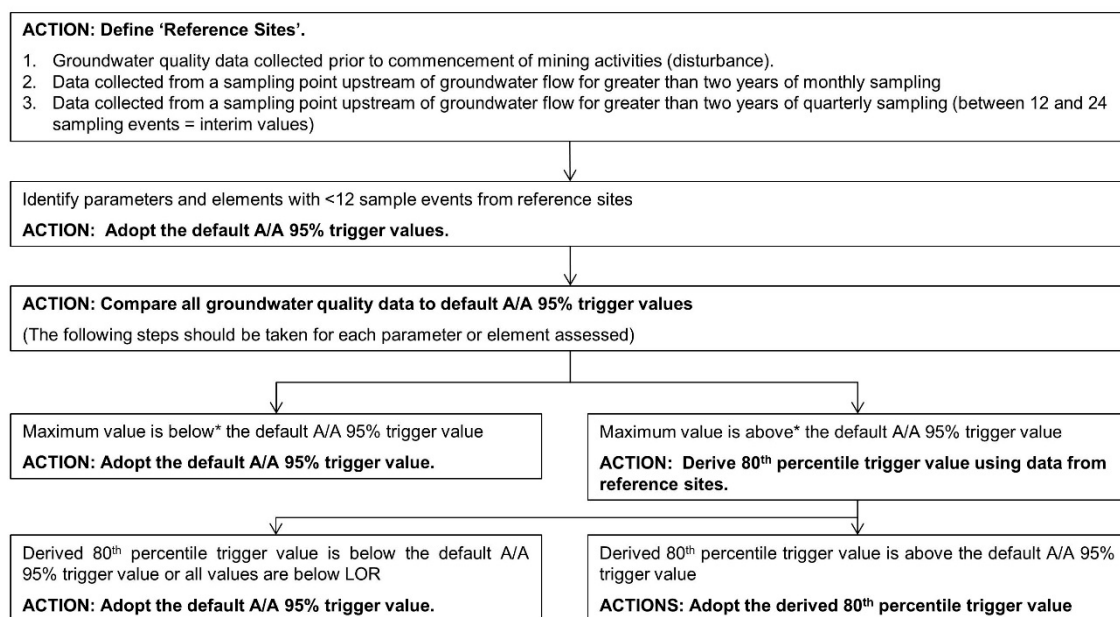 ACTION: Define ‘Reference Sites’.
1. Groundwater quality data collected prior to commencement of mining activities (disturbance).
2. Data collected from a sampling point upstream of groundwater flow for greater than two years of monthly sampling
3. Data collected from a sampling point upstream of groundwater flow for greater than two years of quarterly sampling (between 12 and 24
sampling events = interim values)
Identify parameters and elements with <12 sample events from reference sites
ACTION: Adopt the default A/A 95% trigger values.
ACTION: Compare all groundwater quality data to default A/A 95% trigger values
(The following steps should be taken for each parameter or element assessed)
Maximum value is below* the default A/A 95% trigger value
ACTION: Adopt the default A/A 95% trigger value.
Maximum value is above* the default A/A 95% trigger value
ACTION: Derive 80th percentile trigger value using data from
reference sites.
Derived 80th percentile trigger value is below the default A/A
95% trigger value or all values are below LOR
ACTION: Adopt the default A/A 95% trigger value.
Derived 80th percentile trigger value is above the default A/A 95%
trigger value
ACTIONS: Adopt the derived 80th percentile trigger value